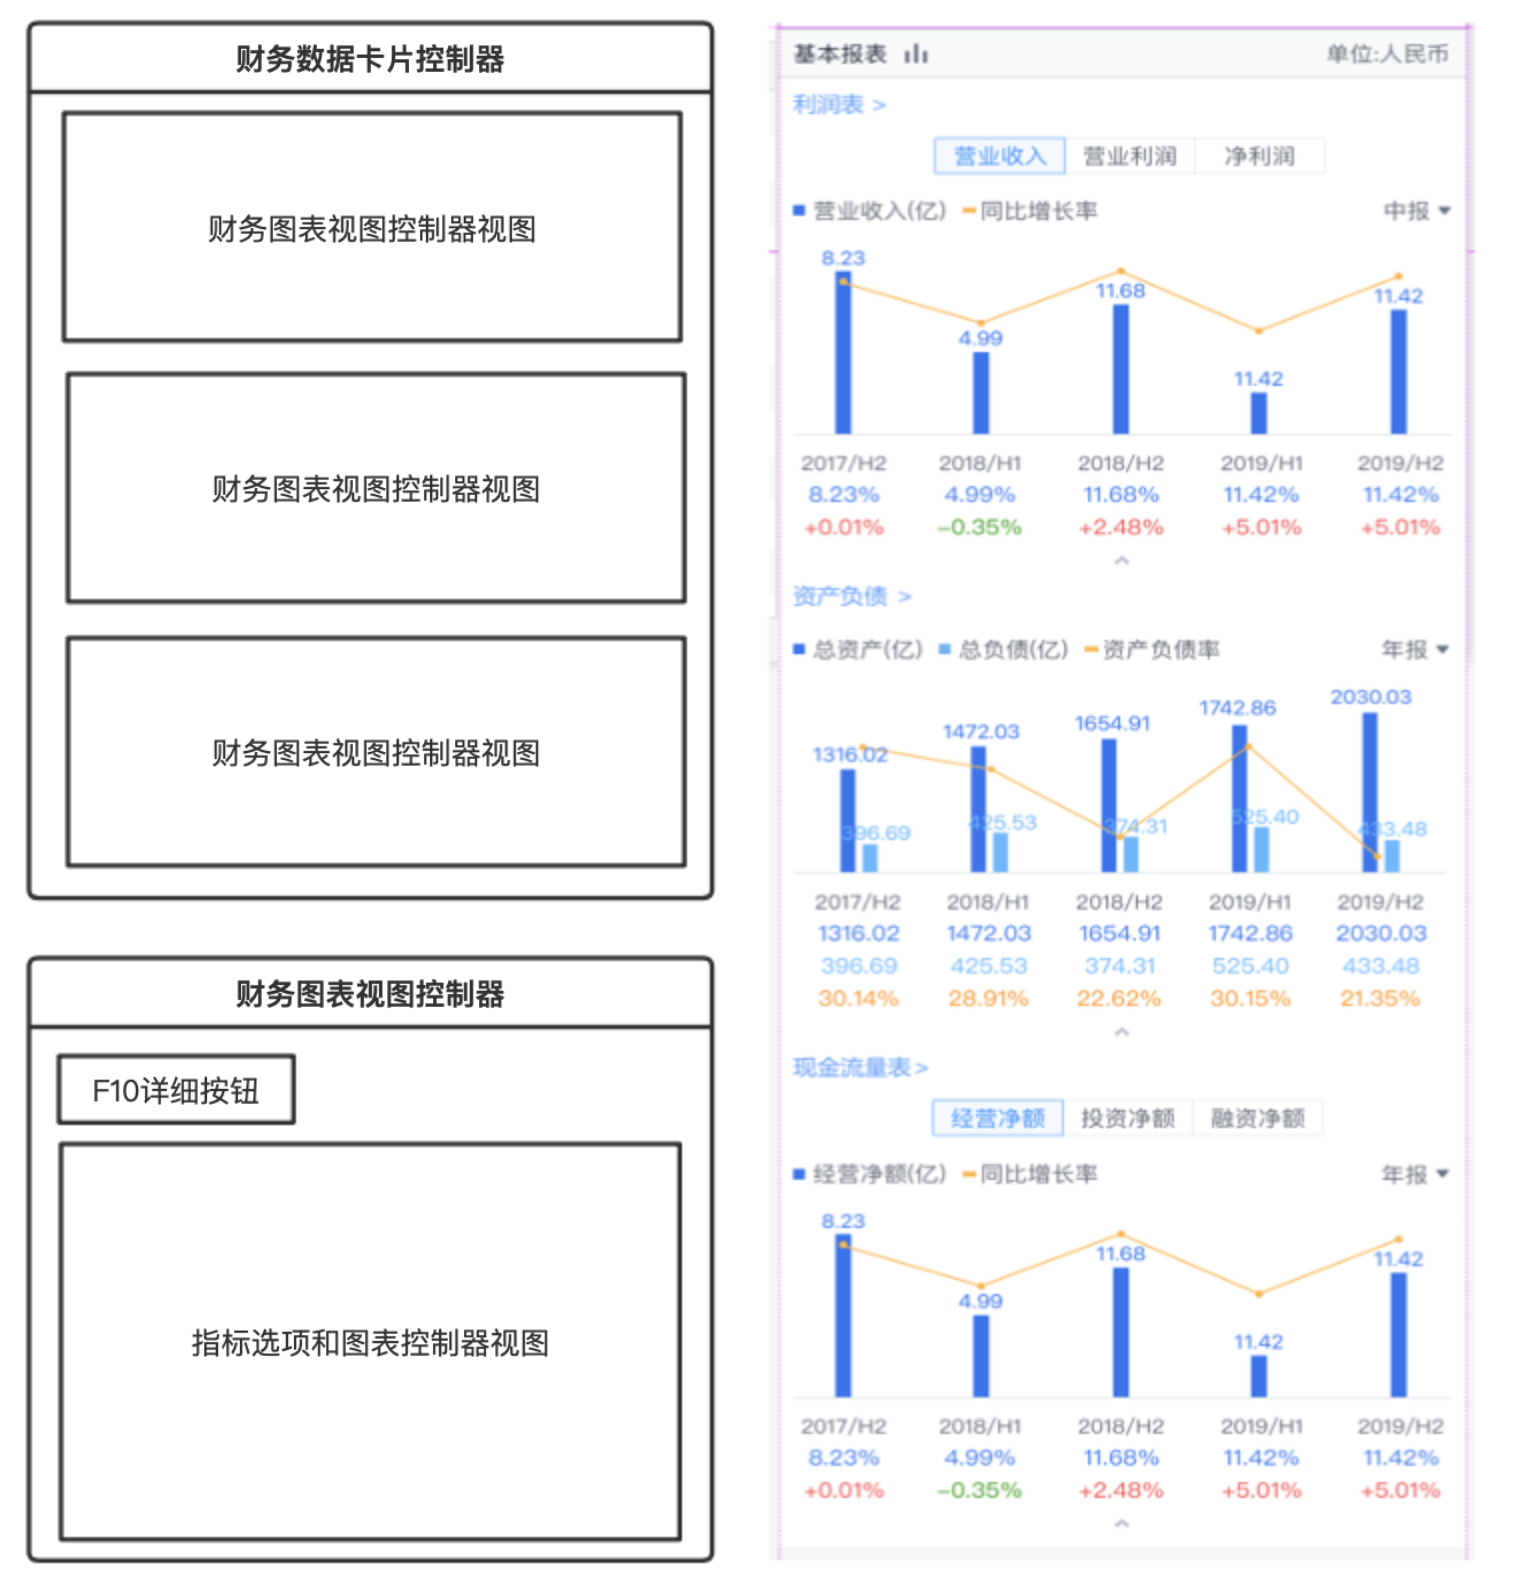 财务数据卡片控制器
财务图表视图控制器视图
财务图表视图控制器视图
财务图表视图控制器视图
财务图表视图控制器
F10详细按钮
指标选项和图表控制器视图
基本报表 单位:人民币
利润表 >
营业收入 营业利润 净利润
营业收入(亿) 同比增长率 中报
8.23 4.99 11.68 11.42 11.42
2017/H2 2018/H1 2018/H2 2019/H1 2019/H2
8.23% 4.99% 11.68% 11.42% 11.42%
+0.01% -0.35% +2.48% +5.01% +5.01%
资产负债 >
总资产(亿) 总负债(亿) 资产负债率 年报
1316.02 1472.03 1654.91 1742.86 2030.03
396.69 425.53 374.31 525.40 433.48
2017/H2 2018/H1 2018/H2 2019/H1 2019/H2
1316.02 1472.03 1654.91 1742.86 2030.03
396.69 425.53 374.31 525.40 433.48
30.14% 28.91% 22.62% 30.15% 21.35%
现金流量表>
经营净额 投资净额 融资净额
经营净额(亿) 同比增长率 年报
8.23 4.99 11.68 11.42 11.42
2017/H2 2018/H1 2018/H2 2019/H1 2019/H2
8.23% 4.99% 11.68% 11.42% 11.42%
+0.01% -0.35% +2.48% +5.01% +5.01%